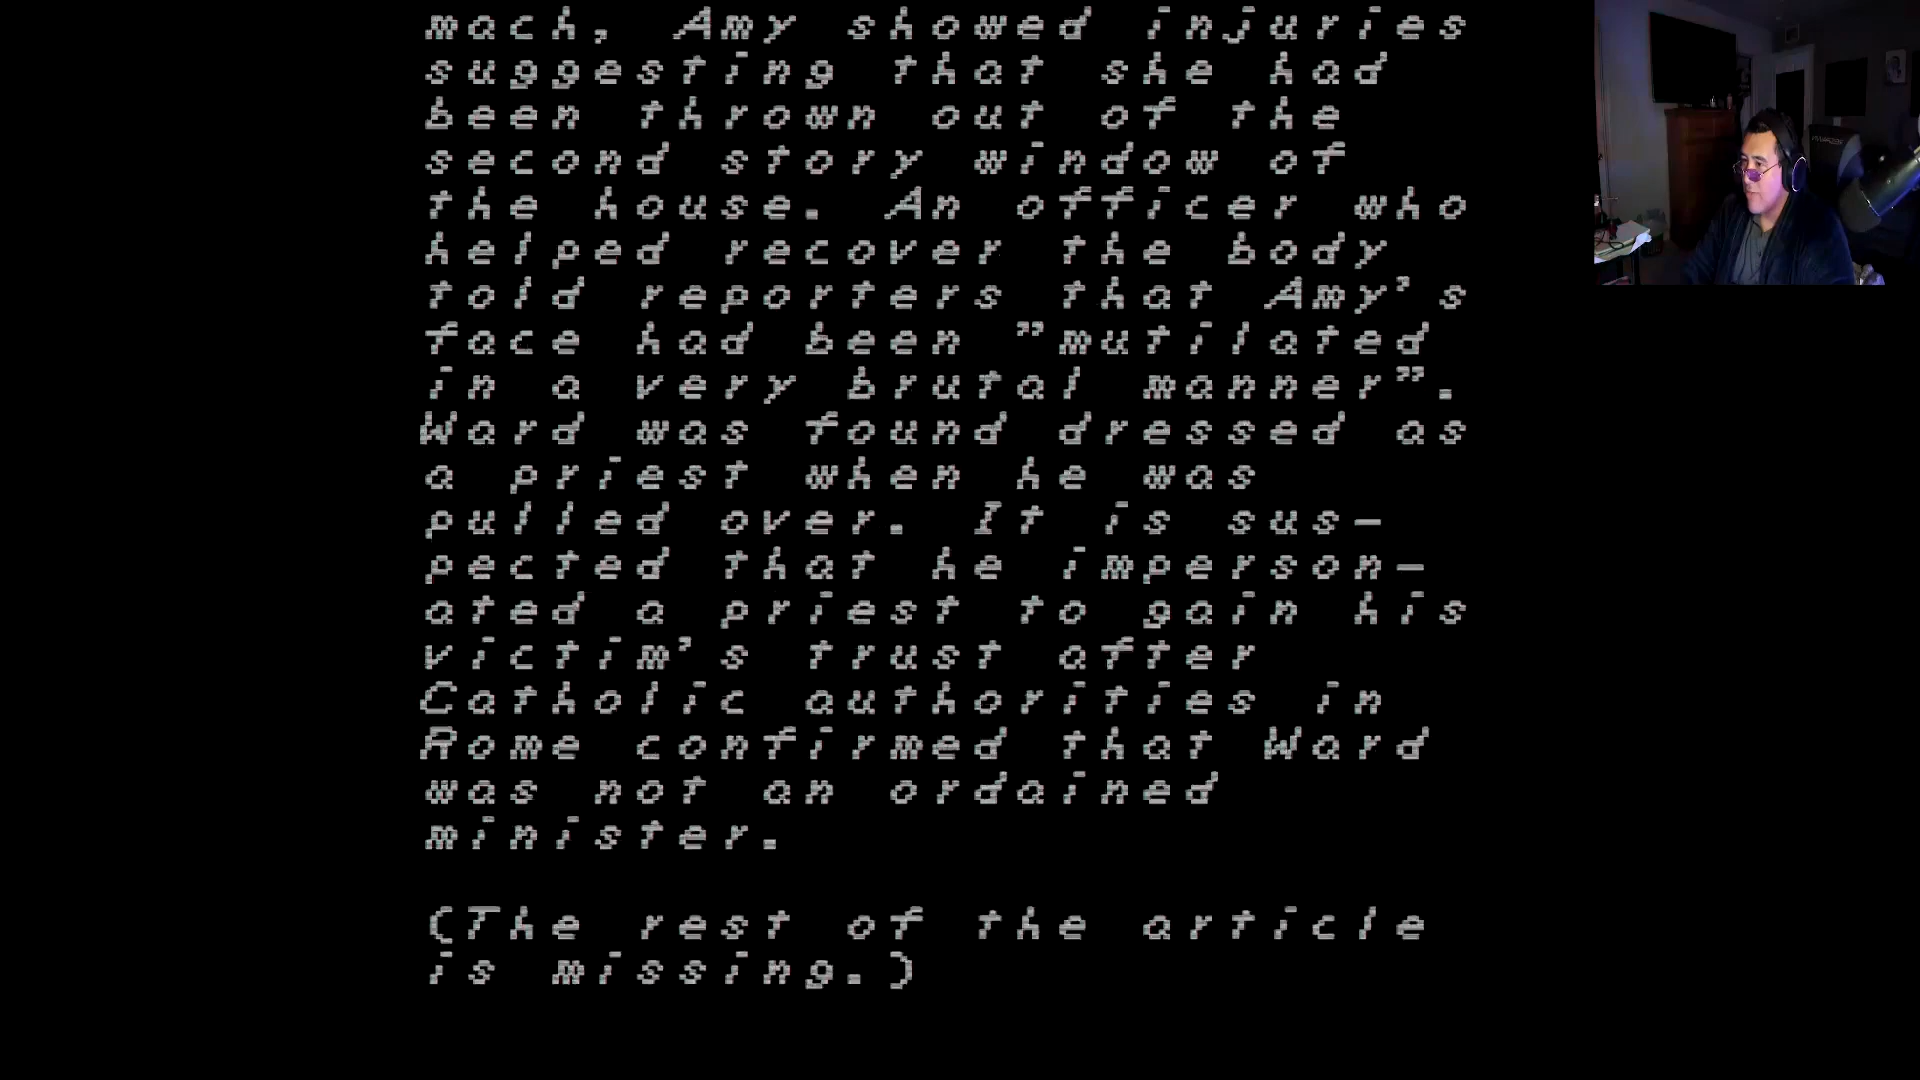 mach, Amy showed injuries
suggesting that she had
been thrown out of the
second story window of
the house. An officer who
helped recover the body
told reporters that Amy's
face had been "mutilated
in a very brutal manner".
Ward was found dressed as
a priest when he was
pulled over. It is sus-
pected that he imperson-
ated a priest to gain his
victim's trust after
Catholic authorities in
Rome confirmed that Ward
was not an ordained
minister.
(The rest of the article
is missing.)